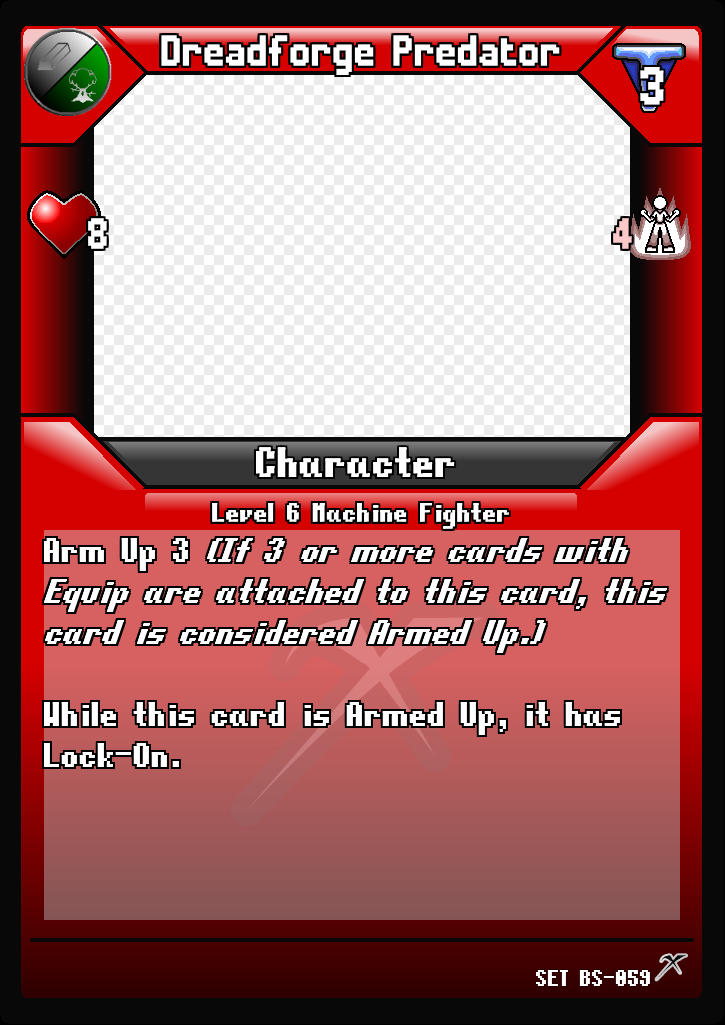 Dreadforge Predator
3
8
4
Character
Level 6 Machine Fighter
Arm Up 3 (If 3 or more cards with
Equip are attached to this card, this
card is considered Armed Up.)
While this card is Armed Up, it has
Lock-On.
SET BS-059